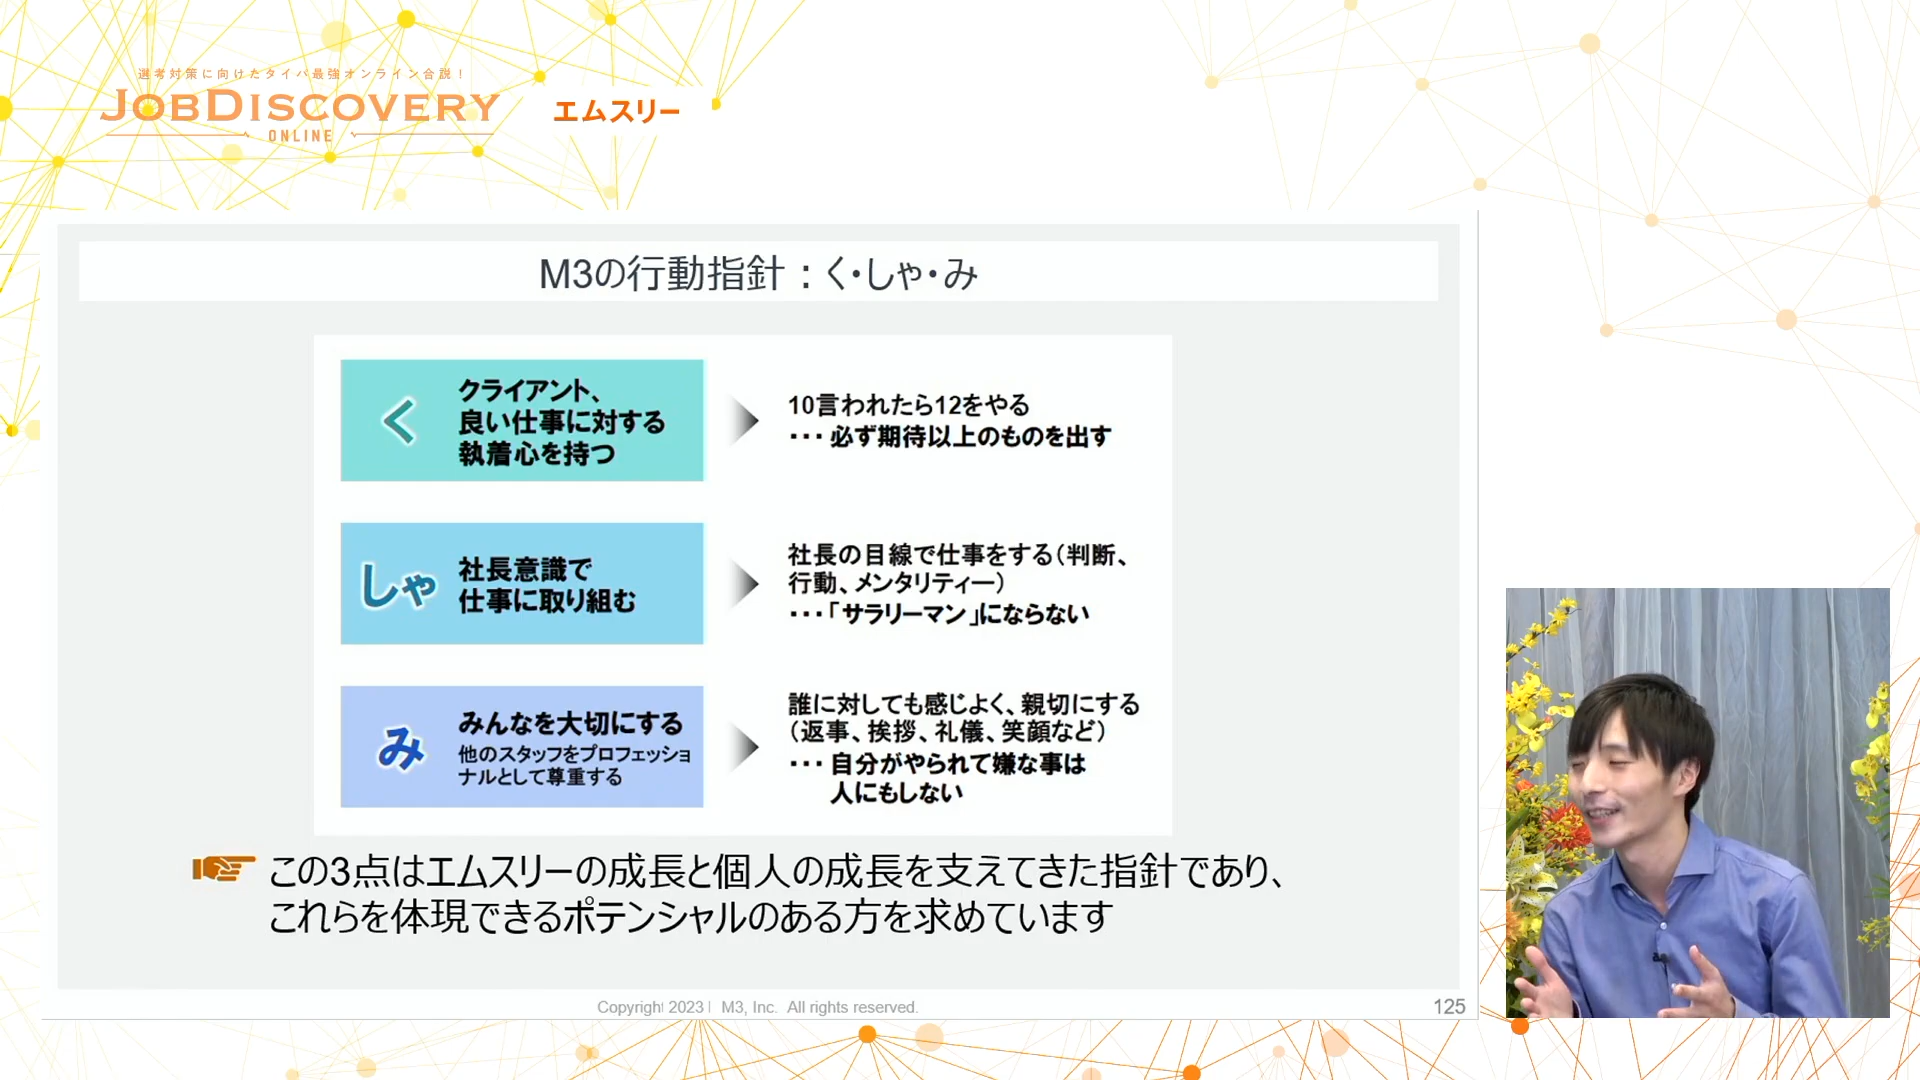 選考対策に向けたタイパ最強オンライン合説！
JOBDISCOVERY
ONLINE
エムスリー
M3の行動指針：く・しゃ・み
く
クライアント、
良い仕事に対する
執着心を持つ
10言われたら12をやる
･･･ 必ず期待以上のものを出す
しゃ
社長意識で
仕事に取り組む
社長の目線で仕事をする（判断、
行動、メンタリティー）
･･･「サラリーマン」にならない
み
みんなを大切にする
他のスタッフをプロフェッショ
ナルとして尊重する
誰に対しても感じよく、親切にする
（返事、挨拶、礼儀、笑顔など）
･･･ 自分がやられて嫌な事は
人にもしない
この3点はエムスリーの成長と個人の成長を支えてきた指針であり、
これらを体現できるポテンシャルのある方を求めています
Copyright 2023 | M3, Inc. All rights reserved.
125